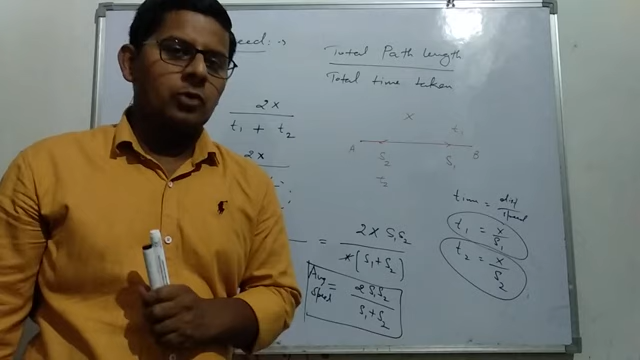 eed : →
Total Path length
Total time taken
2x
t1 + t2
2x
x
t1
A
B
S2
S1
t2
time = dist
Speed
t1 = x
S1
t2 = x
S2
= 2x S1S2
x(S1+S2)
Avg
Speed
= 2S1S2
S1+S2